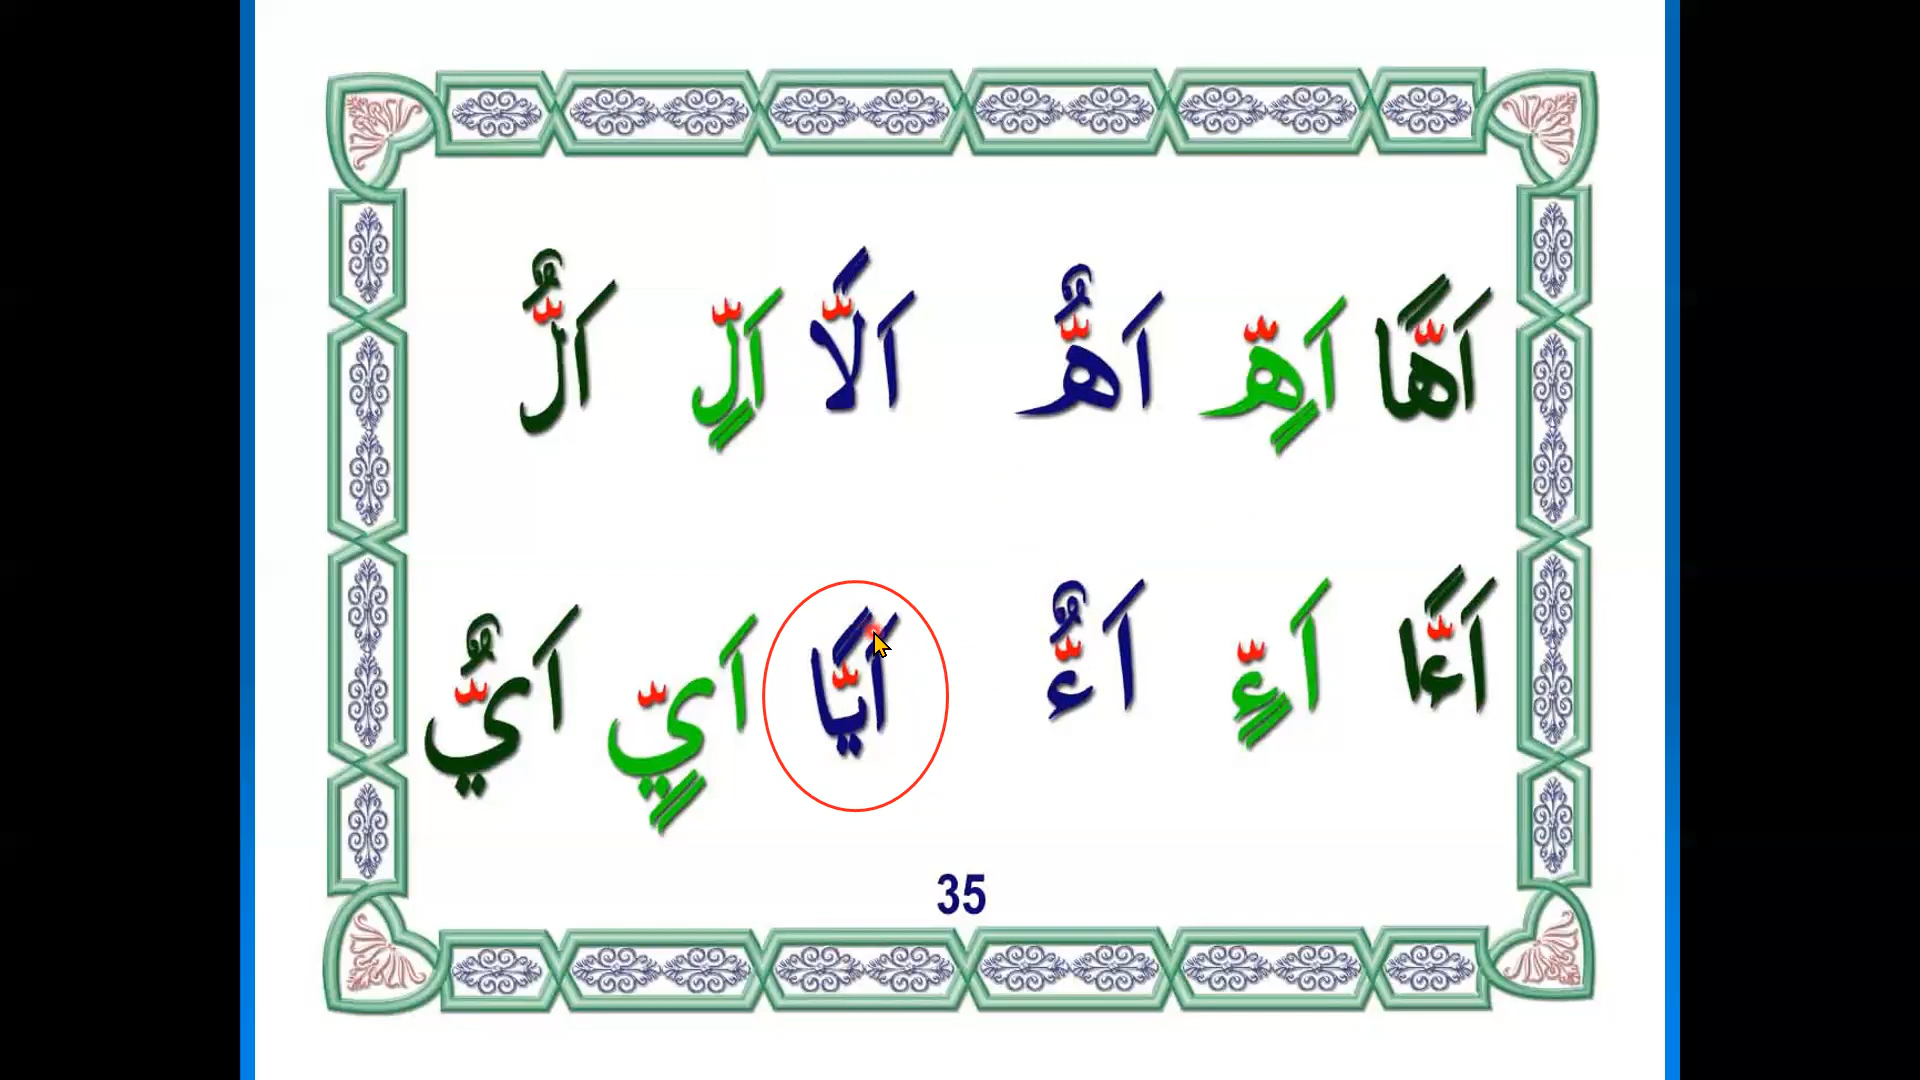 اَهًّا اَهٍّ اَهٌّ اَلًّا اَلٍّ اَلٌّ
اَءًّا اَءٍّ اَءٌّ اَيًّا اَيٍّ اَيٌّ
35